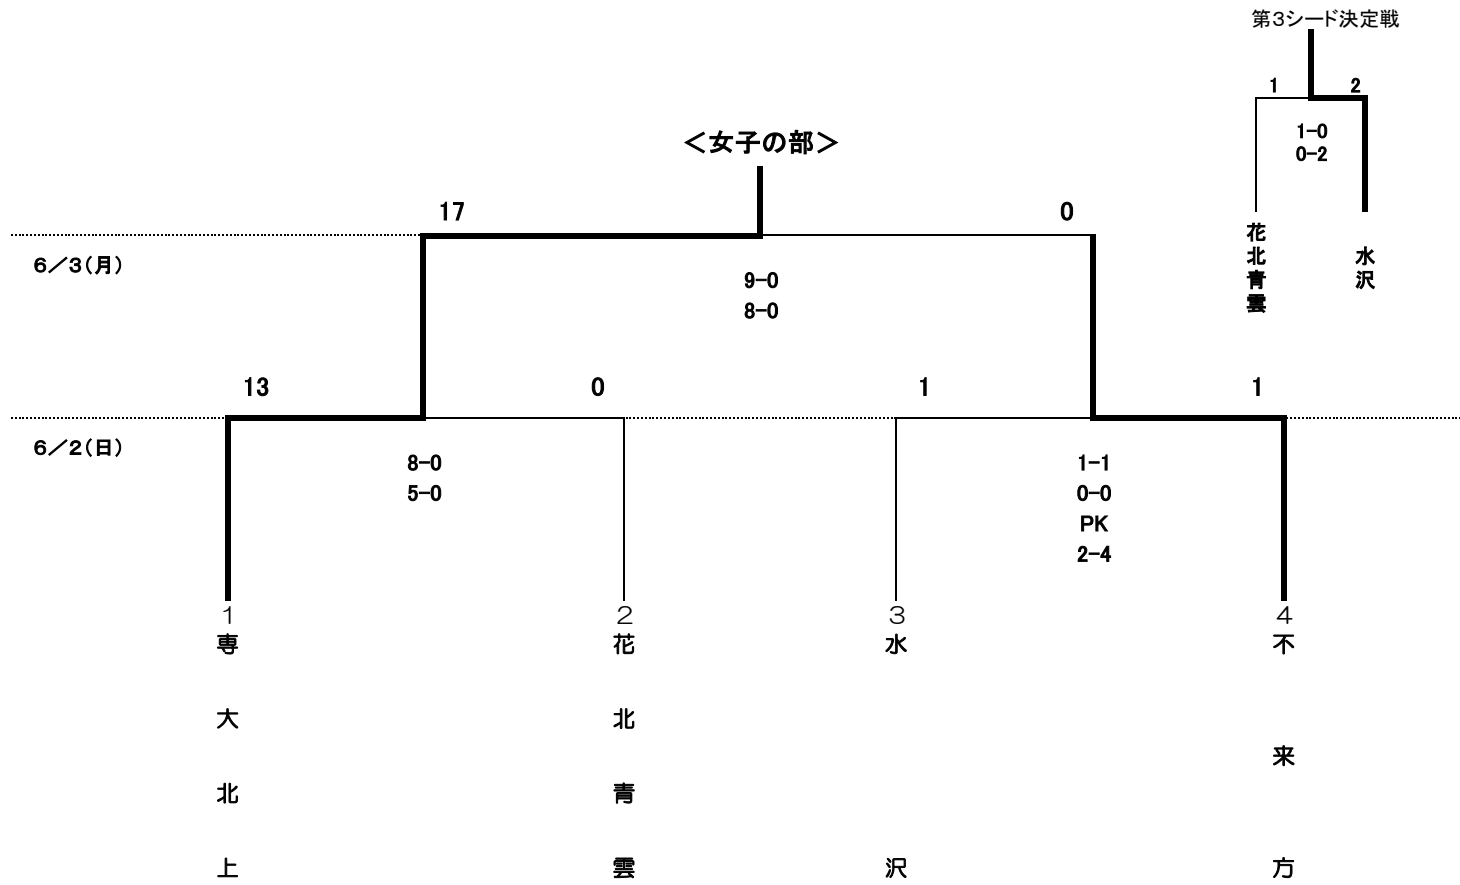 第3シード決定戦
1 2
1-0
0-2
花北青雲
水沢
＜女子の部＞
17 0
6／3(月)
9-0
8-0
13 0 1 1
6／2(日)
8-0
5-0
1-1
0-0
PK
2-4
1 2 3 4
専大北上
花北青雲
水沢
不来方